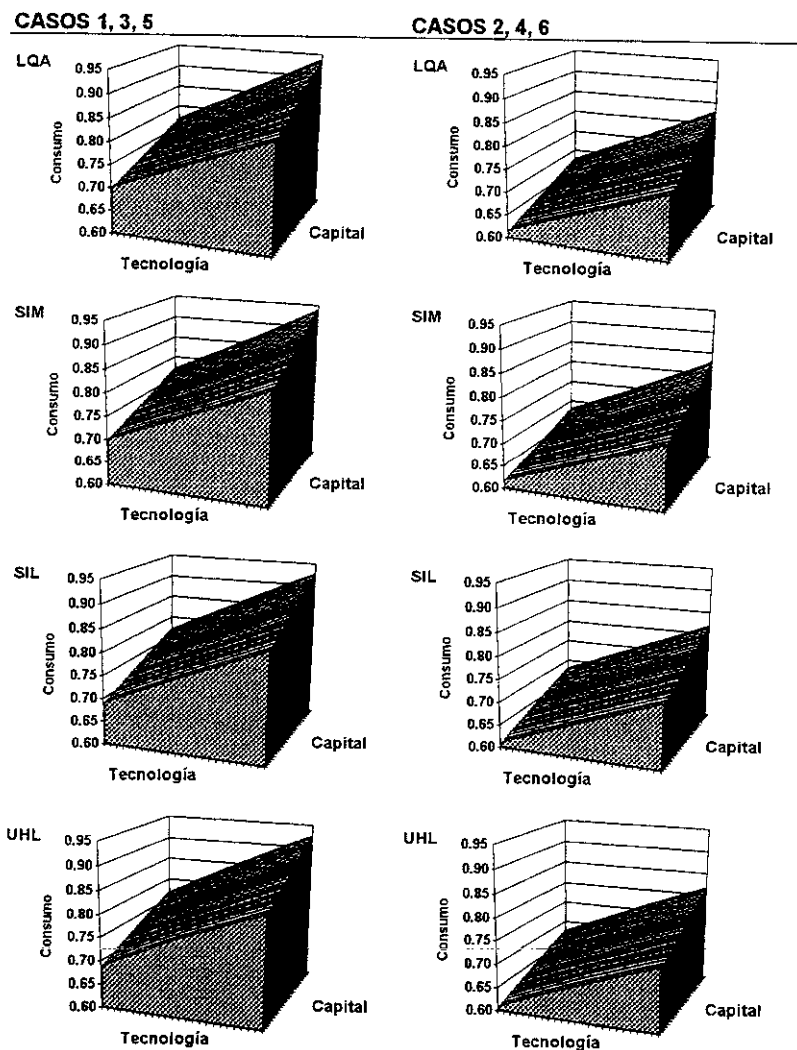 CASOS 1, 3, 5
CASOS 2, 4, 6
LQA
Consumo
0.95
0.90
0.85
0.80
0.75
0.70
0.65
0.60
Tecnología
Capital
LQA
Consumo
0.95
0.90
0.85
0.80
0.75
0.70
0.65
0.60
Tecnología
Capital
SIM
Consumo
0.95
0.90
0.85
0.80
0.75
0.70
0.65
0.60
Tecnología
Capital
SIM
Consumo
0.95
0.90
0.85
0.80
0.75
0.70
0.65
0.60
Tecnología
Capital
SIL
Consumo
0.95
0.90
0.85
0.80
0.75
0.70
0.65
0.60
Tecnología
Capital
SIL
Consumo
0.95
0.90
0.85
0.80
0.75
0.70
0.65
0.60
Tecnología
Capital
UHL
Consumo
0.95
0.90
0.85
0.80
0.75
0.70
0.65
0.60
Tecnología
Capital
UHL
Consumo
0.95
0.90
0.85
0.80
0.75
0.70
0.65
0.60
Tecnología
Capital